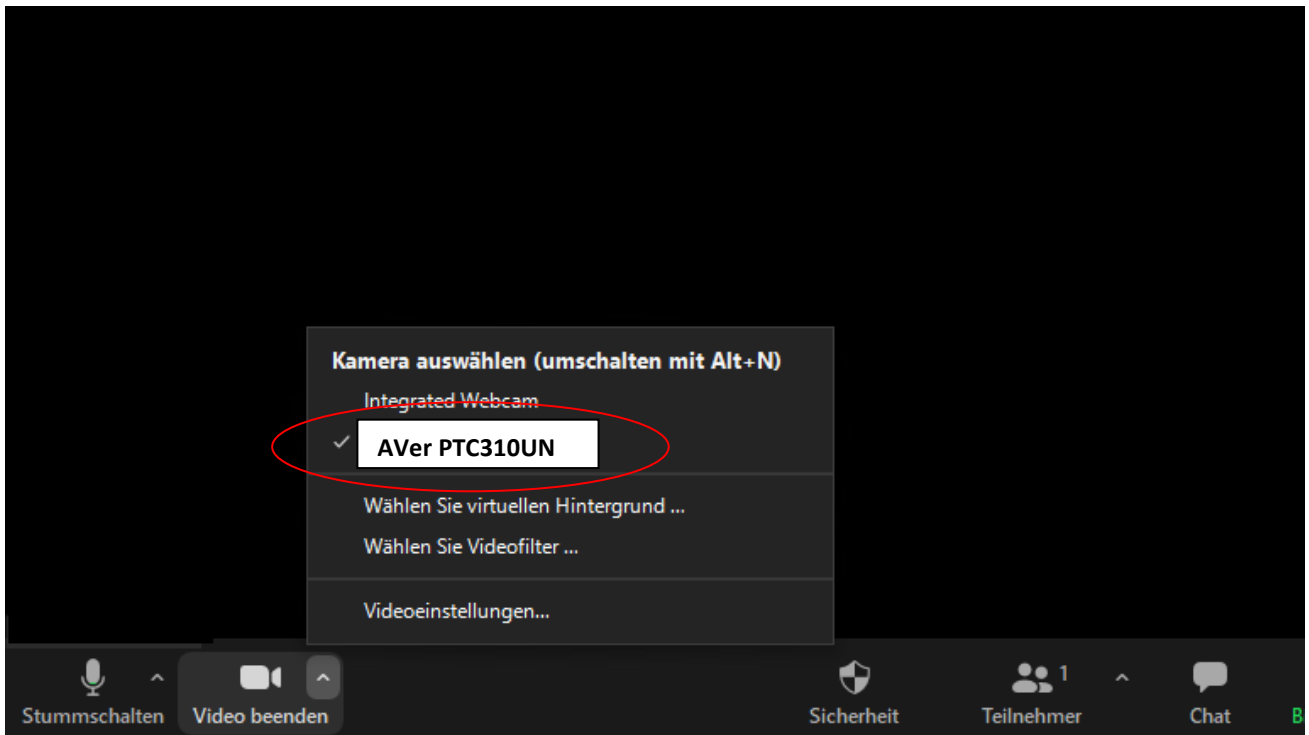 Kamera auswählen (umschalten mit Alt+N)
Integrated Webcam
AVer PTC310UN
Wählen Sie virtuellen Hintergrund ...
Wählen Sie Videofilter ...
Videoeinstellungen...
Stummschalten Video beenden Sicherheit Teilnehmer 1 Chat